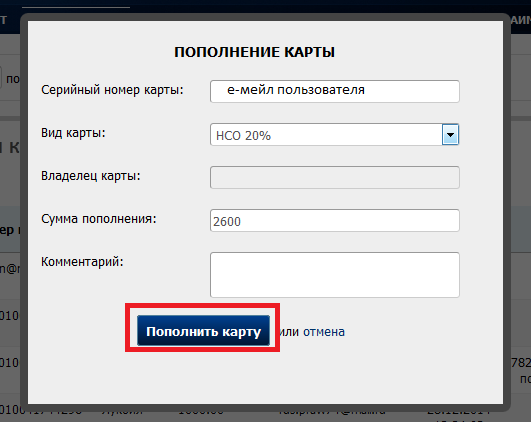 ПОПОЛНЕНИЕ КАРТЫ
Серийный номер карты: е-мейл пользователя
Вид карты: НСО 20%
Владелец карты:
Сумма пополнения: 2600
Комментарий:
Пополнить карту или отмена